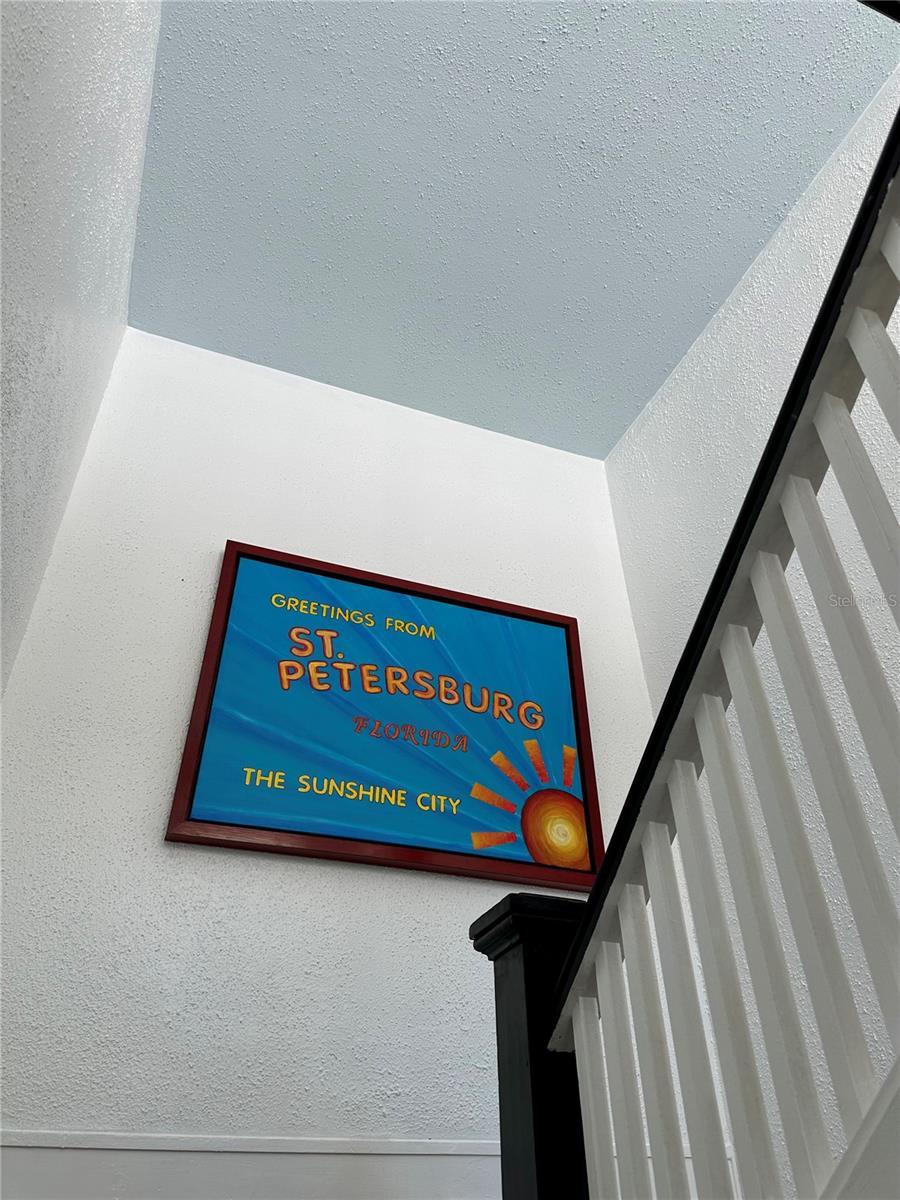 GREETINGS FROM
ST.
PETERSBURG
FLORIDA
THE SUNSHINE CITY